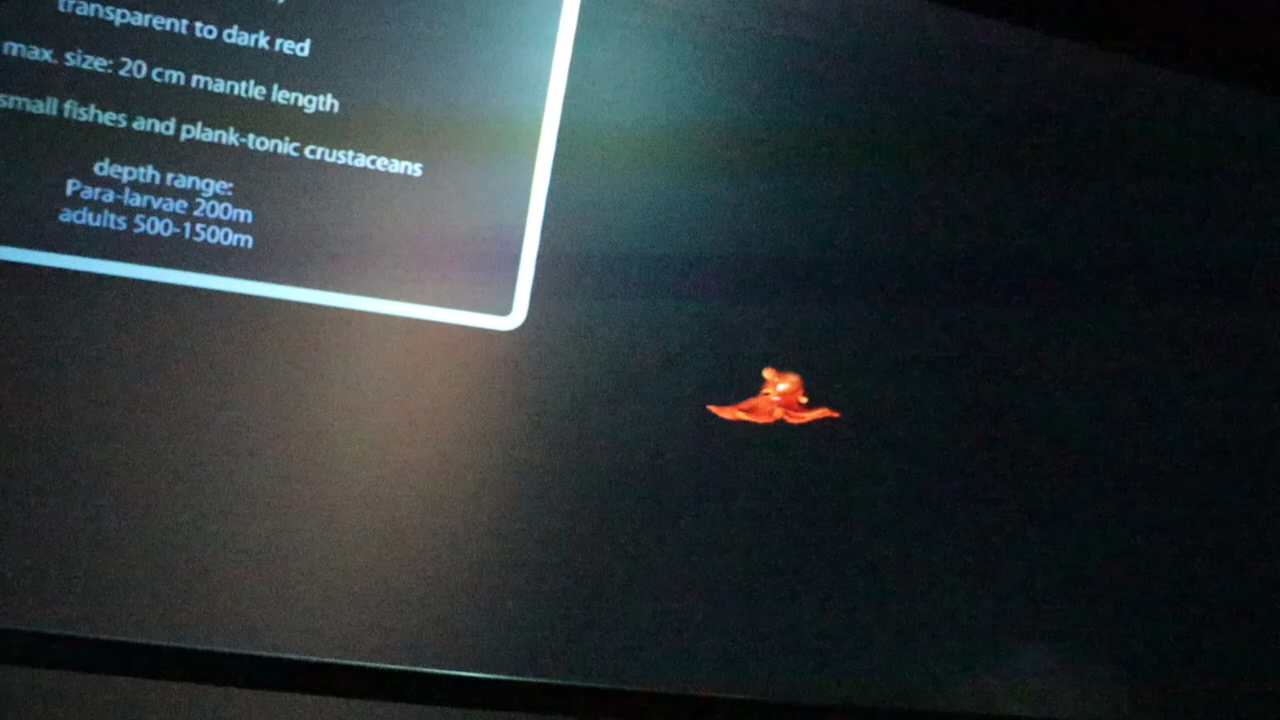 transparent to dark red
max. size: 20 cm mantle length
small fishes and plank-tonic crustaceans
depth range:
Para-larvae 200m
adults 500-1500m